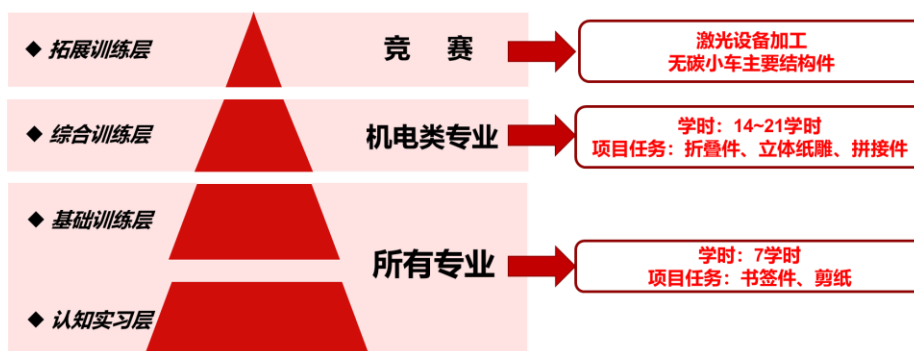 ◆ 拓展训练层
竞 赛
激光设备加工
无碳小车主要结构件
◆ 综合训练层
机电类专业
学时：14~21学时
项目任务：折叠件、立体纸雕、拼接件
◆ 基础训练层
所有专业
学时：7学时
项目任务：书签件、剪纸
◆ 认知实习层